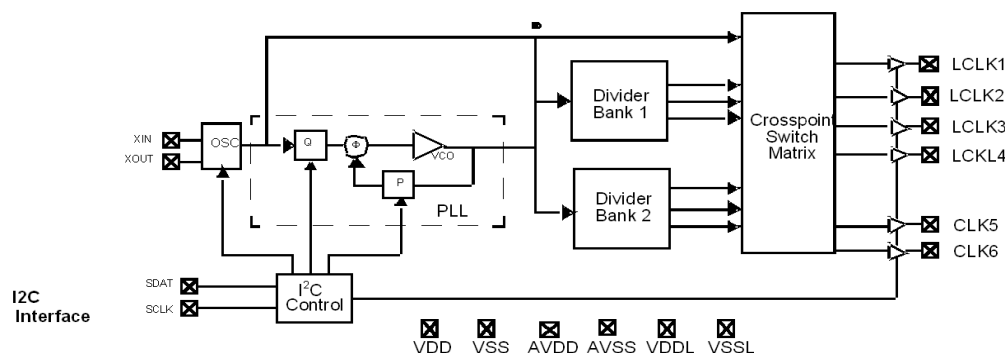 LCLK1
LCLK2
LCLK3
LCKL4
CLK5
CLK6
Divider
Bank 1
Divider
Bank 2
Crosspoint
Switch
Matrix
XIN
XOUT
OSC
Q
Φ
VCO
P
PLL
SDAT
SCLK
I2C
Interface
I²C
Control
VDD
VSS
AVDD
AVSS
VDDL
VSSL